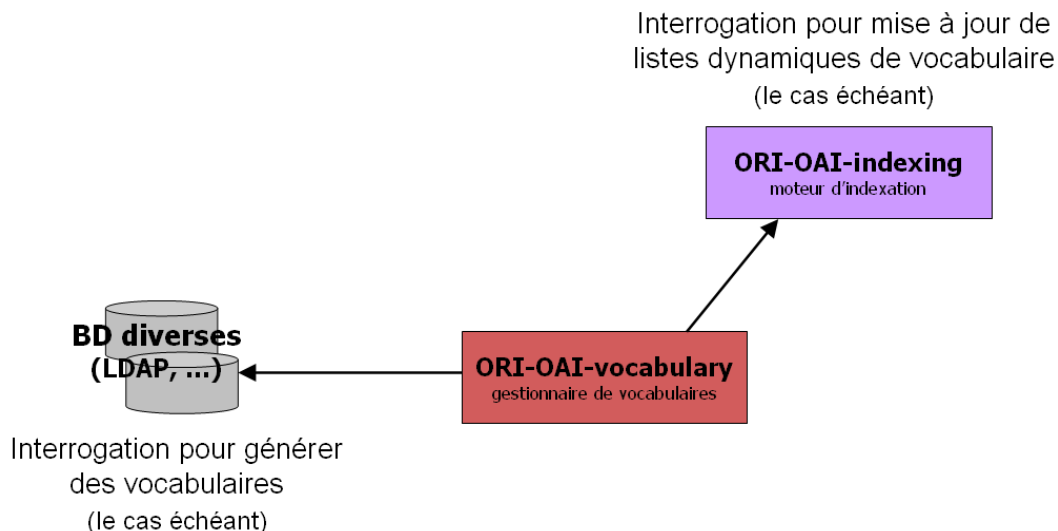 Interrogation pour mise à jour de
listes dynamiques de vocabulaire
(le cas échéant)
ORI-OAI-indexing
moteur d'indexation
BD diverses
(LDAP, ...)
ORI-OAI-vocabulary
gestionnaire de vocabulaires
Interrogation pour générer
des vocabulaires
(le cas échéant)